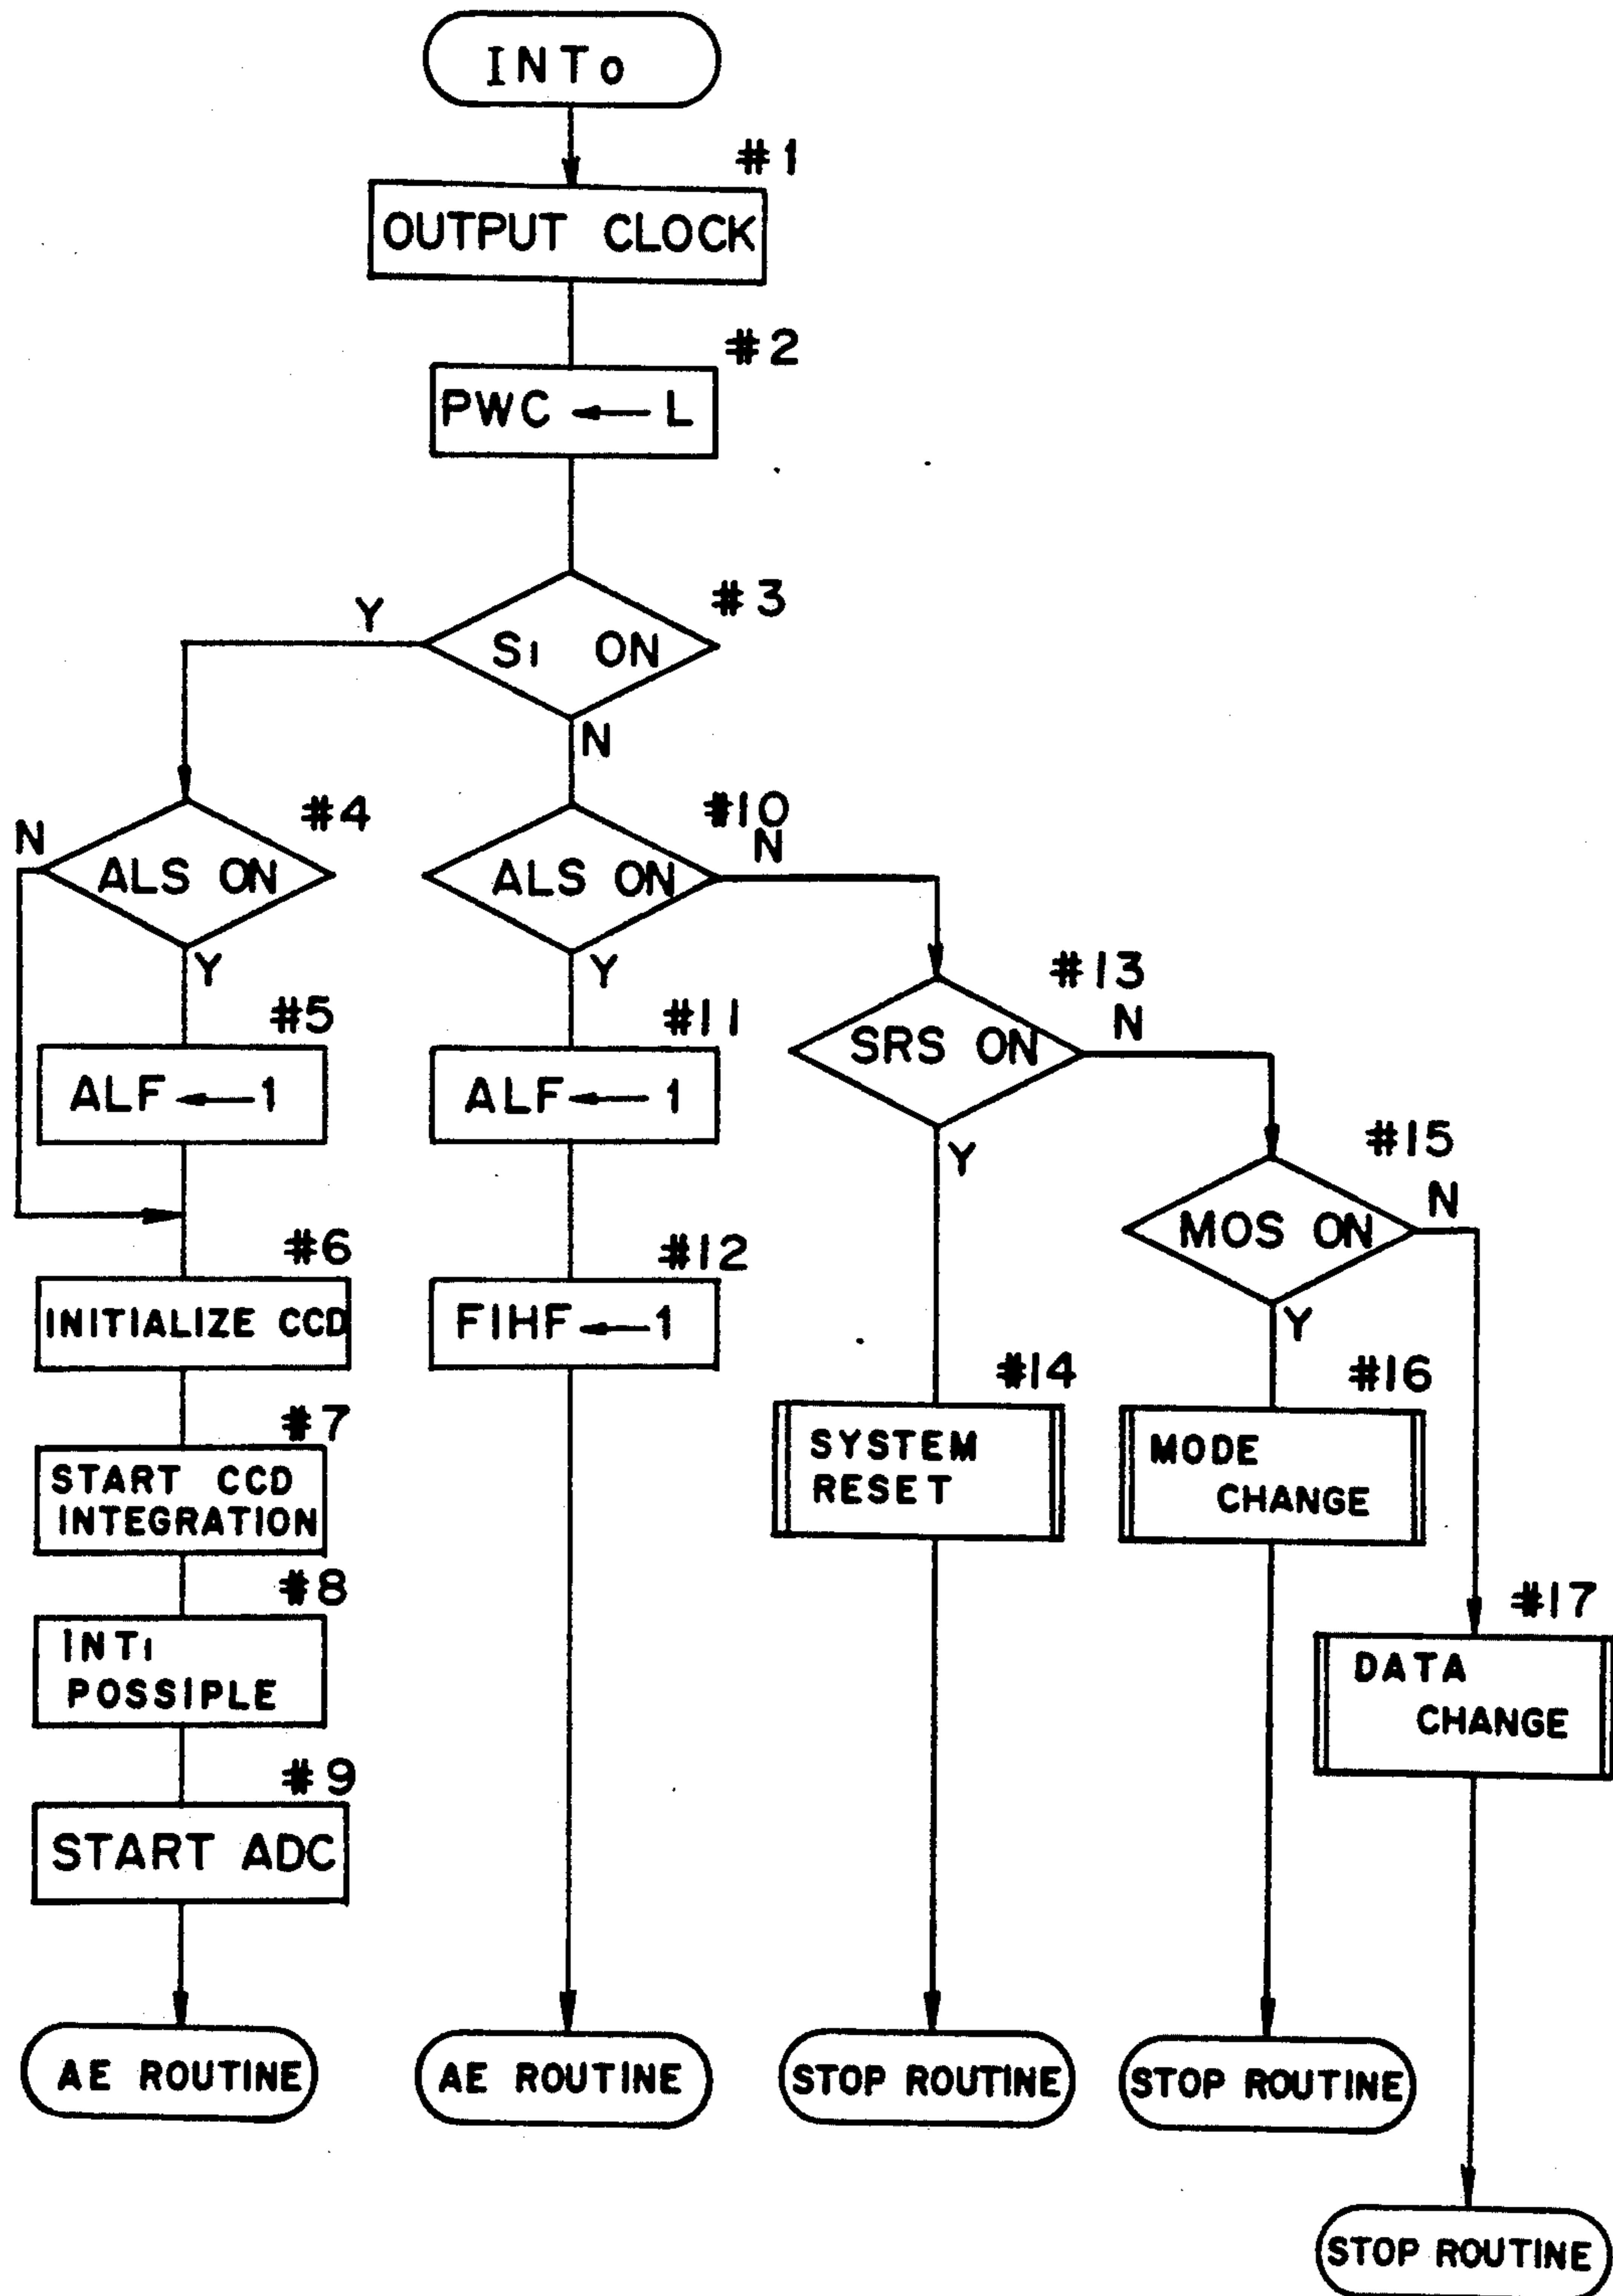 INT0
#1
OUTPUT CLOCK
#2
PWC ← L
#3
Y
S1 ON
N
#4
N
ALS ON
Y
#10
N
ALS ON
Y
#5
ALF ← 1
#11
ALF ← 1
#13
N
SRS ON
Y
#15
N
MOS ON
Y
#6
INITIALIZE CCD
#12
FIHF ← 1
#7
START CCD
INTEGRATION
#14
SYSTEM
RESET
#16
MODE
CHANGE
#8
INT1
POSSIPLE
#17
DATA
CHANGE
#9
START ADC
AE ROUTINE
AE ROUTINE
STOP ROUTINE
STOP ROUTINE
STOP ROUTINE